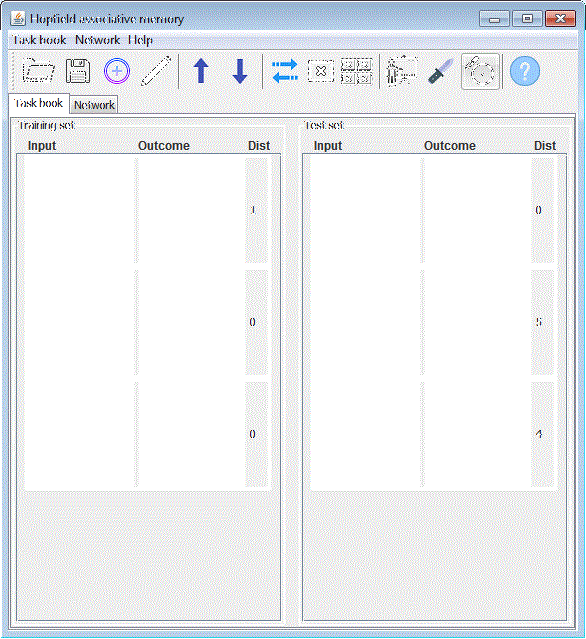 Hopfield associative memory
Task book Network Help
?
Task book Network
Training set
Input Outcome Dist
1
0
0
Test set
Input Outcome Dist
0
5
4